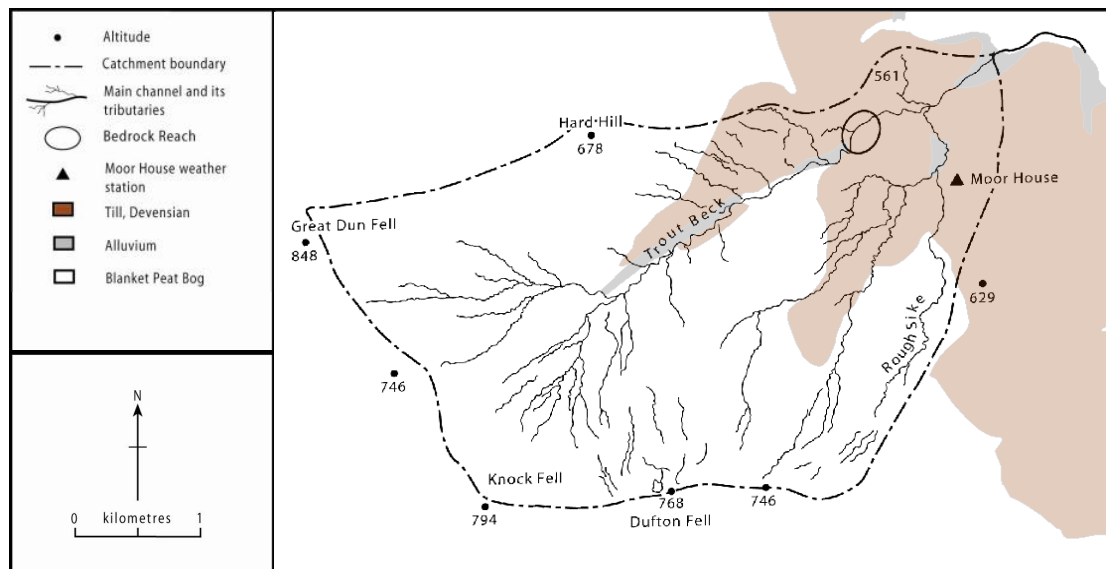 Altitude
Catchment boundary
Main channel and its
tributaries
Bedrock Reach
Moor House weather
station
Till, Devensian
Alluvium
Blanket Peat Bog
N
0 kilometres 1
561
Hard Hill
678
Moor House
Trout Beck
Great Dun Fell
848
629
Rough Sike
746
Knock Fell
794
768
746
Dufton Fell